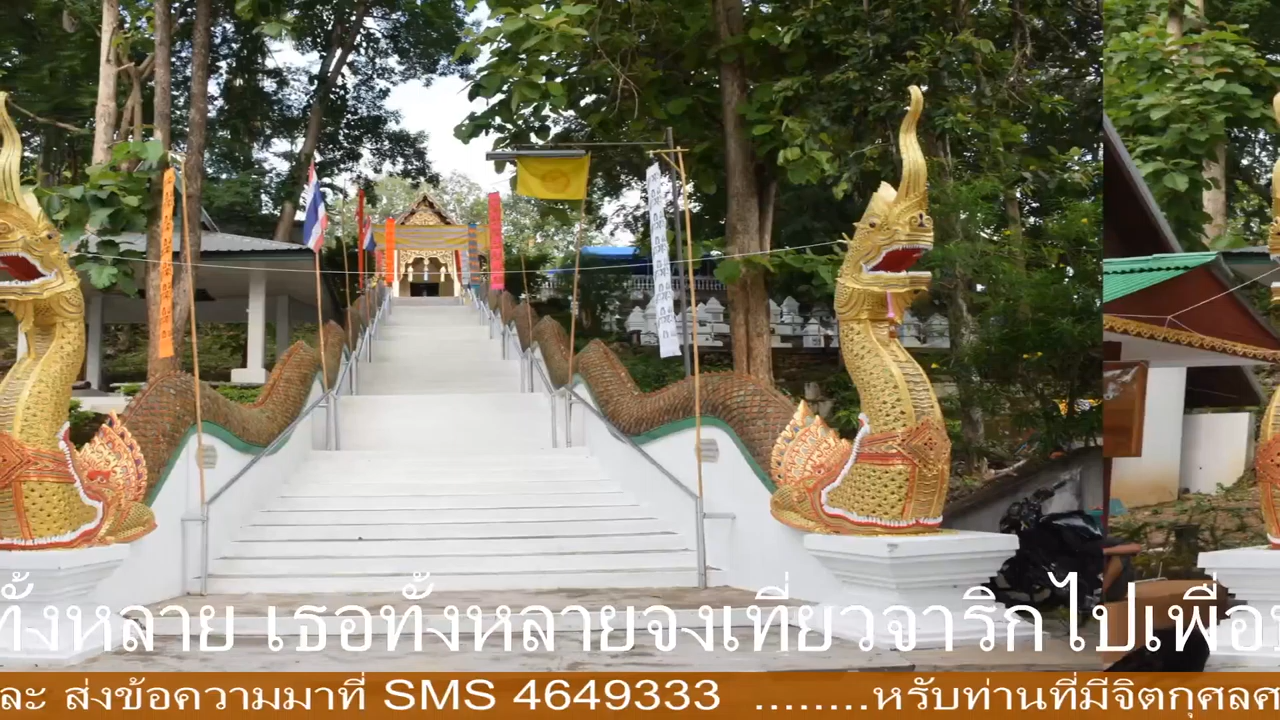 ทั้งหลาย เธอทั้งหลายจงเที่ยวจาริกไปเพื่อ
ละ ส่งข้อความมาที่ SMS 4649333 ........หรับท่านที่มีจิตกุศลศ